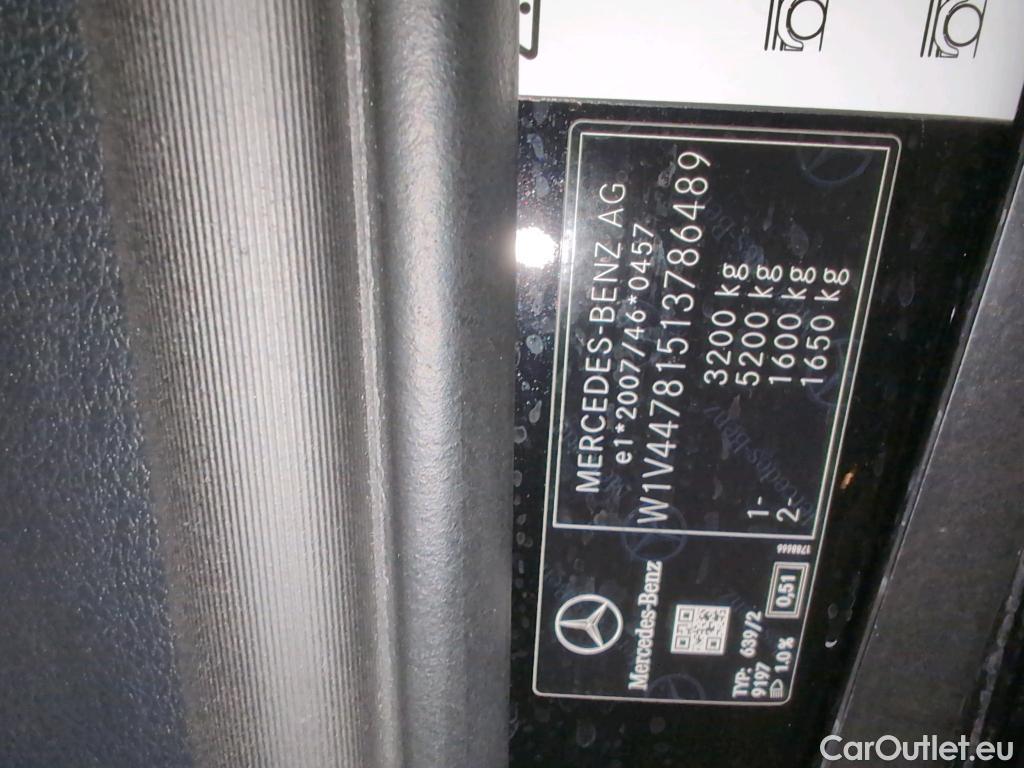 MERCEDES-BENZ AG
e1*2007/46*0457
W1V44781513786489
3200 kg
5200 kg
1- 1600 kg
2- 1650 kg
Mercedes-Benz
TYP: 639/2
9197
1.0%
0,51
1788666
CarOutlet.eu